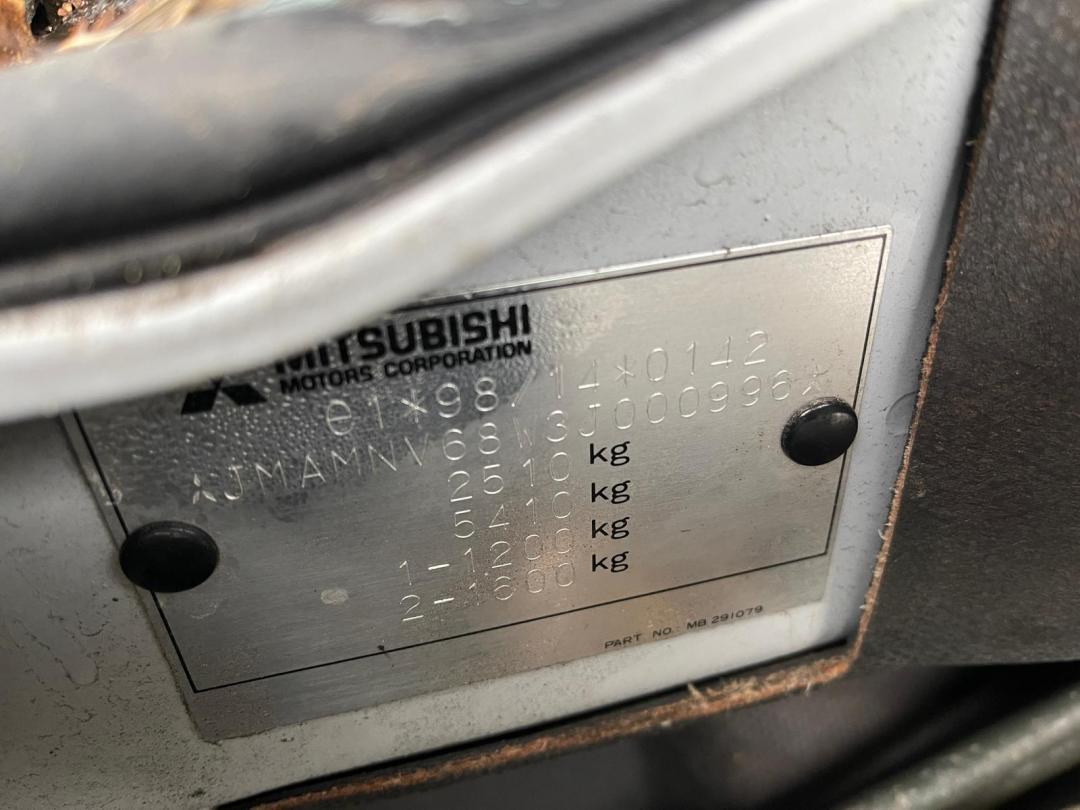 MITSUBISHI
MOTORS CORPORATION
e1*98/14*0142
*JMAMNV68W3J000996*
2510 kg
5410 kg
1-1200 kg
2-1600 kg
PART NO. MB 291079